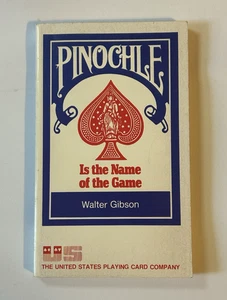 PINOCHLE
Is the Name
of the Game
Walter Gibson
US
THE UNITED STATES PLAYING CARD COMPANY